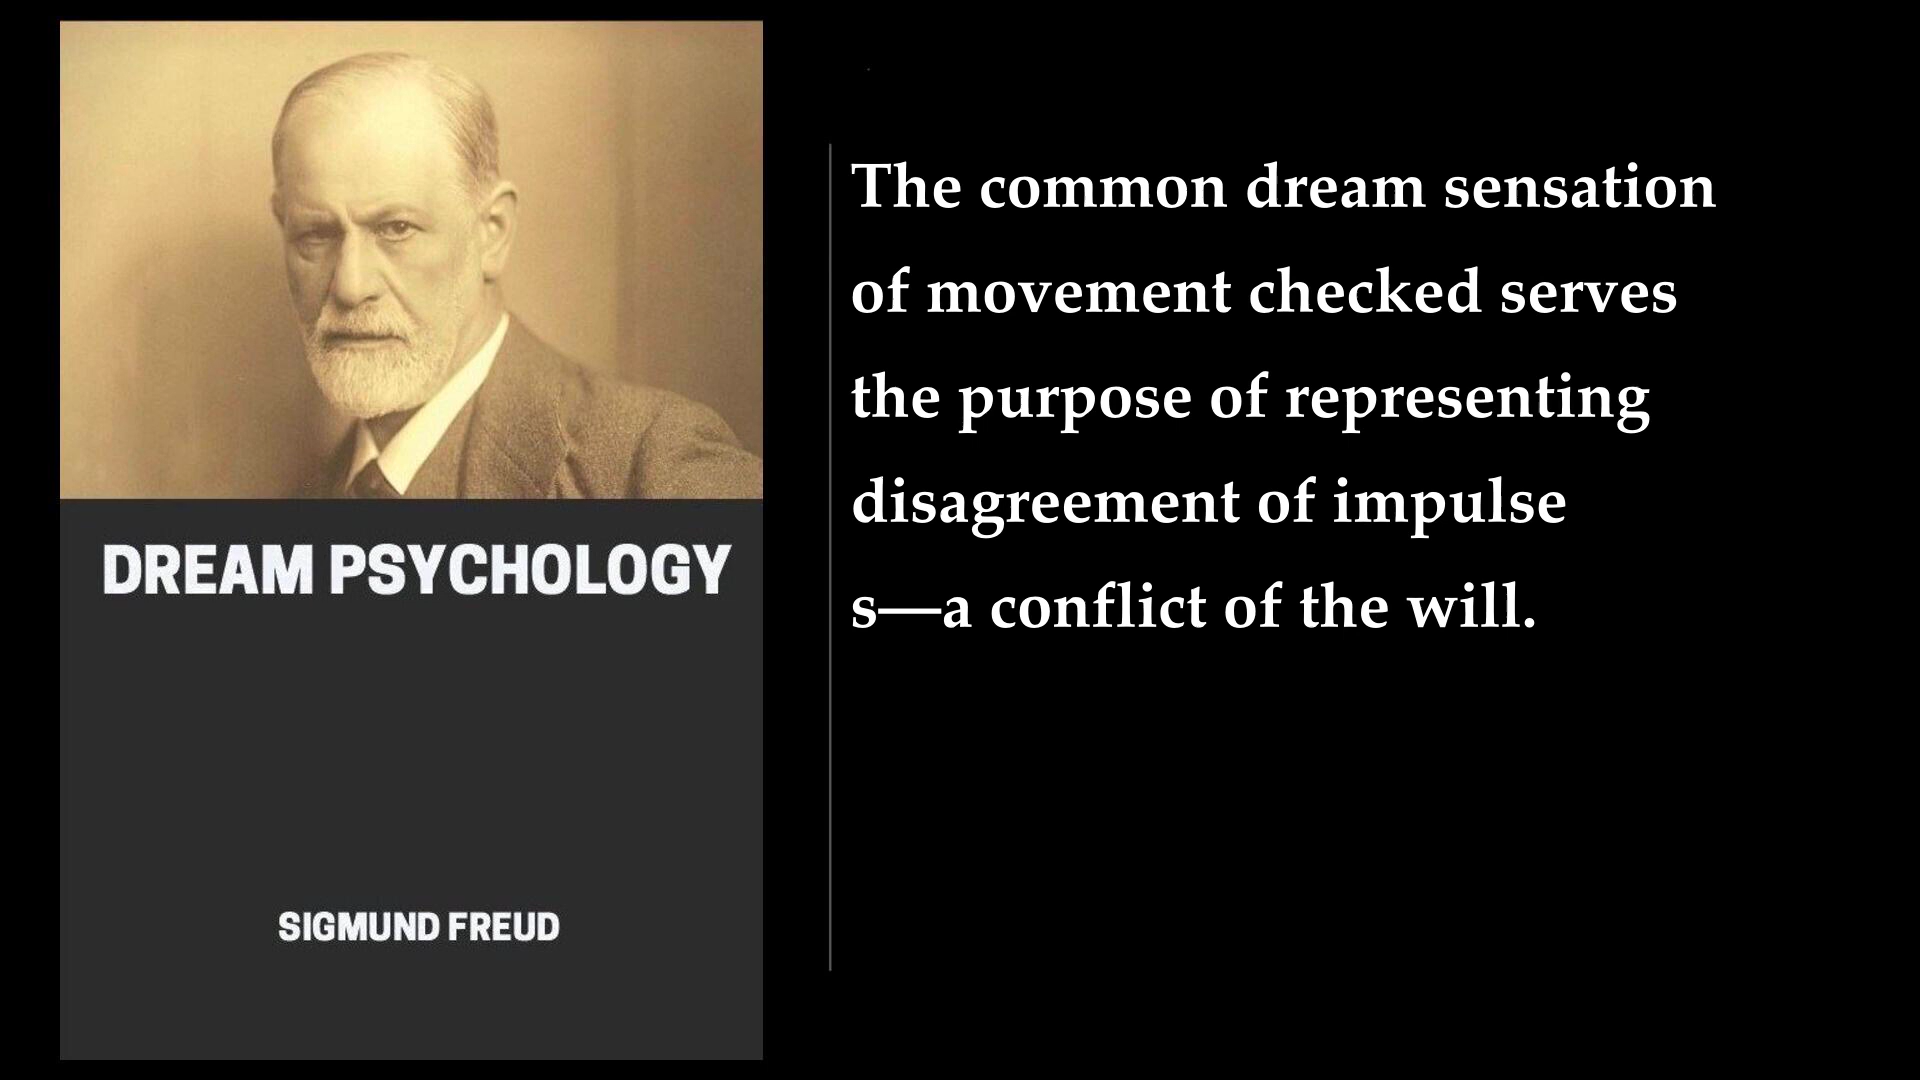 DREAM PSYCHOLOGY
SIGMUND FREUD
The common dream sensation
of movement checked serves
the purpose of representing
disagreement of impulse
s—a conflict of the will.